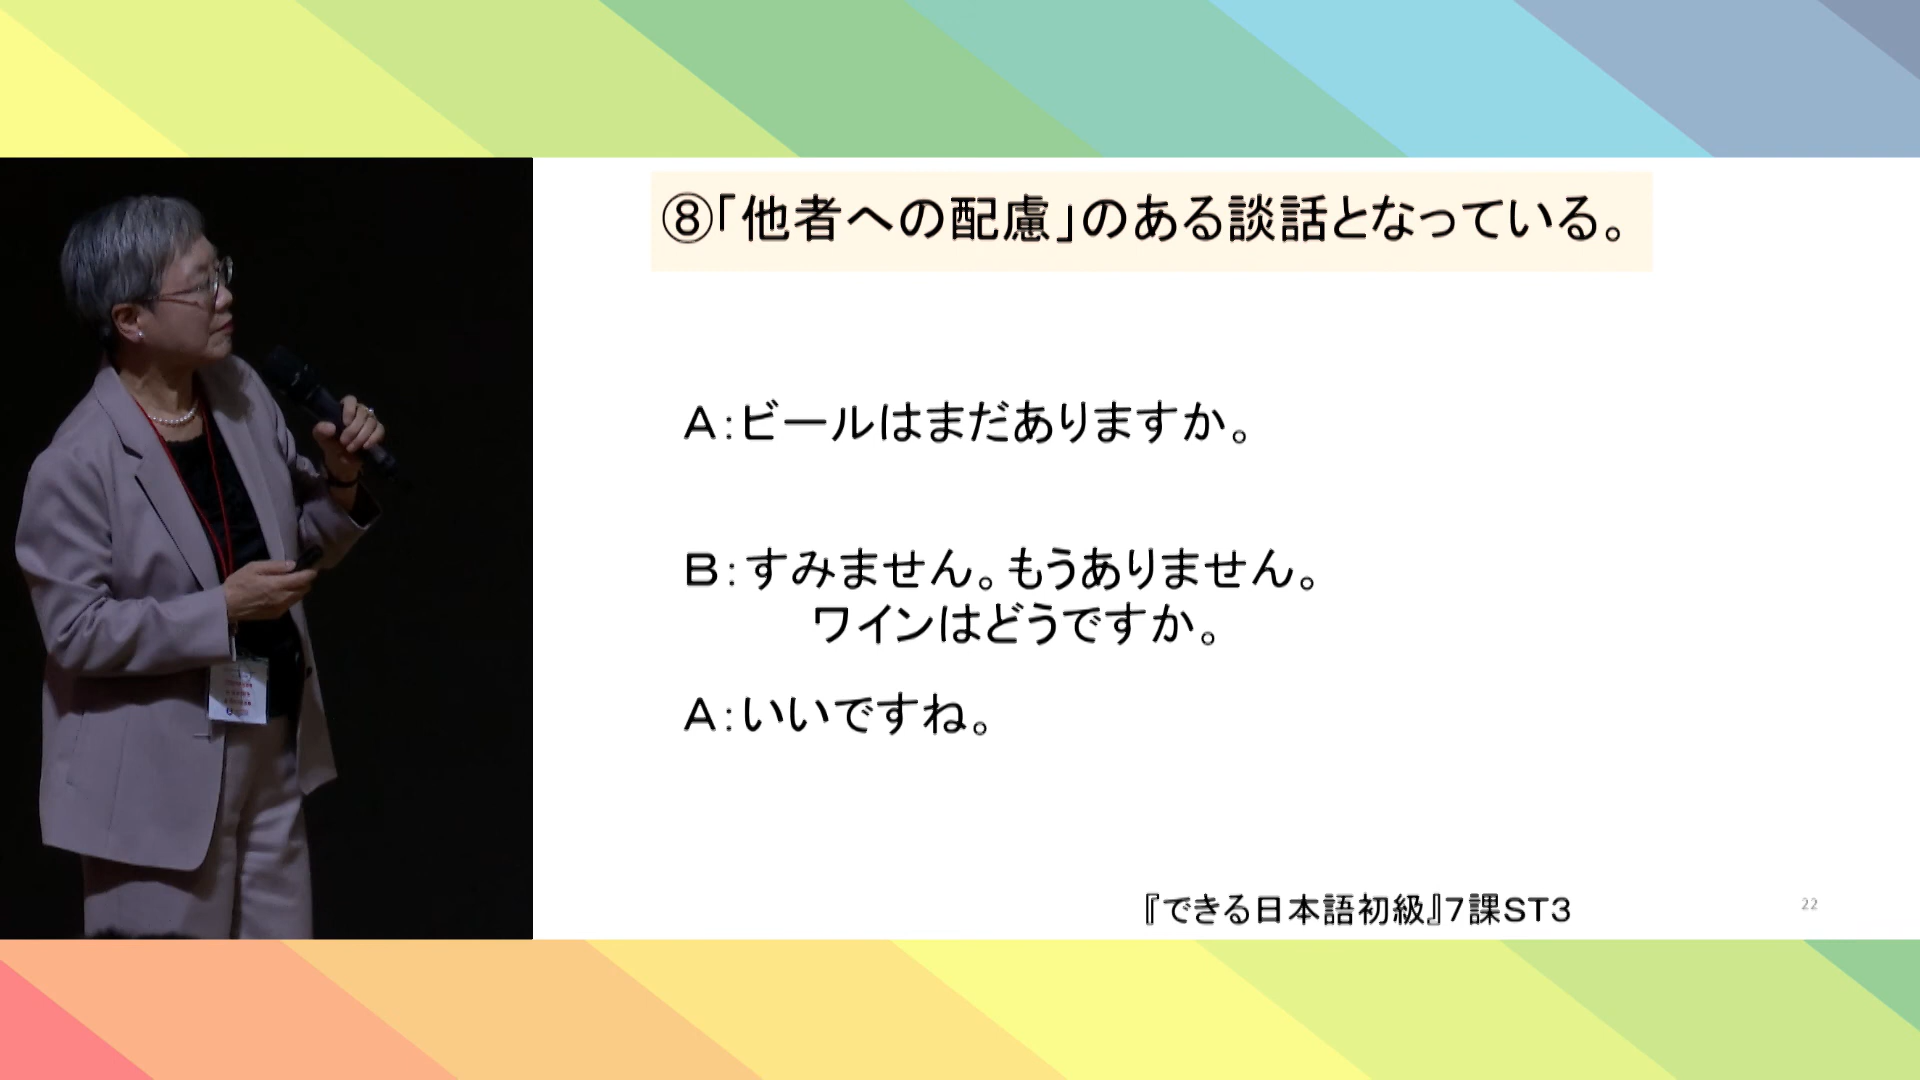 ⑧「他者への配慮」のある談話となっている。
A：ビールはまだありますか。
B：すみません。もうありません。
ワインはどうですか。
A：いいですね。
『できる日本語初級』7課ST3
22